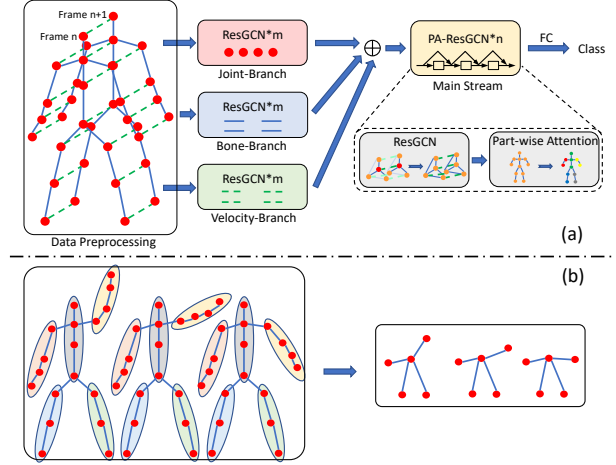 Frame n+1
Frame n
Data Preprocessing
ResGCN*m
Joint-Branch
ResGCN*m
Bone-Branch
ResGCN*m
Velocity-Branch
PA-ResGCN*n
Main Stream
FC
Class
ResGCN
Part-wise Attention
(a)
(b)